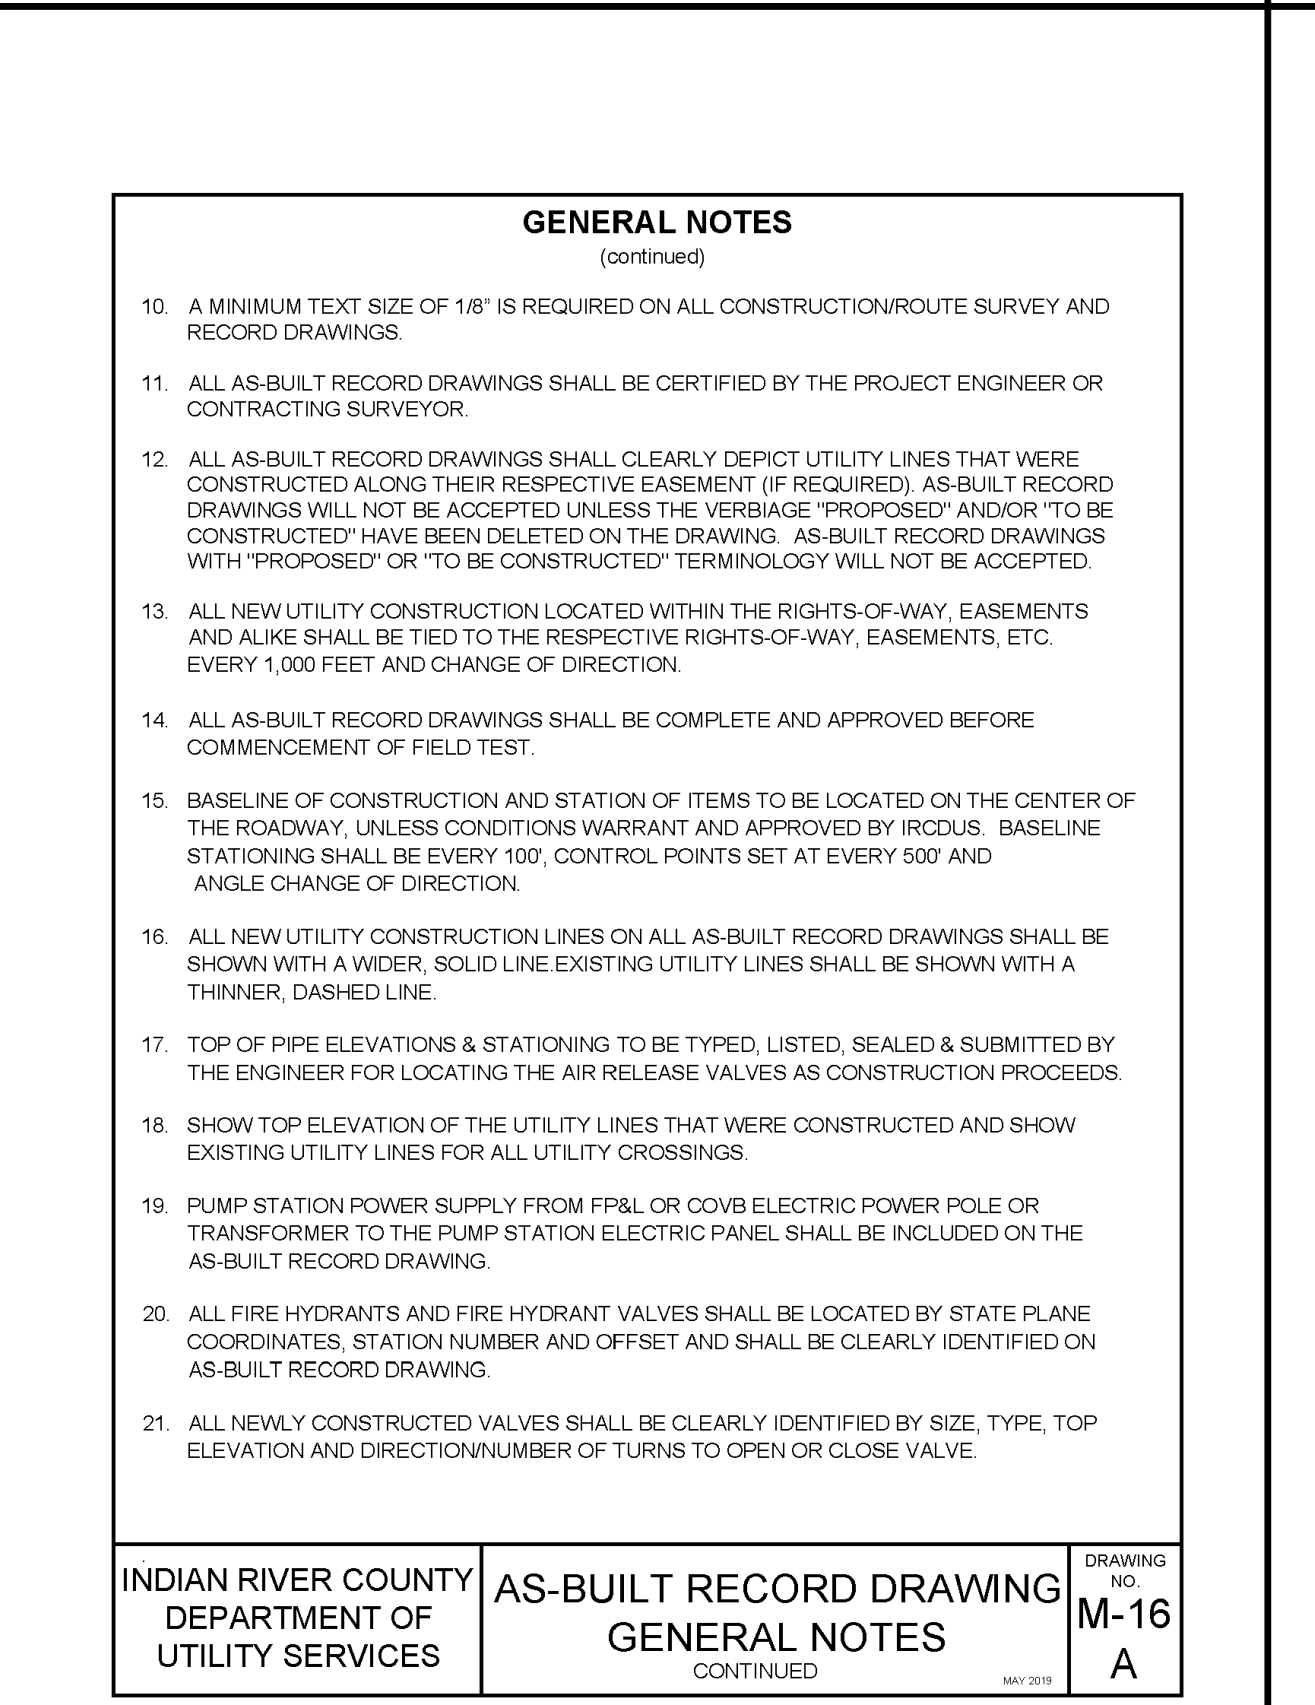 GENERAL NOTES
(continued)
10. A MINIMUM TEXT SIZE OF 1/8” IS REQUIRED ON ALL CONSTRUCTION/ROUTE SURVEY AND
RECORD DRAWINGS.
11. ALL AS-BUILT RECORD DRAWINGS SHALL BE CERTIFIED BY THE PROJECT ENGINEER OR
CONTRACTING SURVEYOR.
12. ALL AS-BUILT RECORD DRAWINGS SHALL CLEARLY DEPICT UTILITY LINES THAT WERE
CONSTRUCTED ALONG THEIR RESPECTIVE EASEMENT (IF REQUIRED). AS-BUILT RECORD
DRAWINGS WILL NOT BE ACCEPTED UNLESS THE VERBIAGE "PROPOSED" AND/OR "TO BE
CONSTRUCTED" HAVE BEEN DELETED ON THE DRAWING. AS-BUILT RECORD DRAWINGS
WITH "PROPOSED" OR "TO BE CONSTRUCTED" TERMINOLOGY WILL NOT BE ACCEPTED.
13. ALL NEW UTILITY CONSTRUCTION LOCATED WITHIN THE RIGHTS-OF-WAY, EASEMENTS
AND ALIKE SHALL BE TIED TO THE RESPECTIVE RIGHTS-OF-WAY, EASEMENTS, ETC.
EVERY 1,000 FEET AND CHANGE OF DIRECTION.
14. ALL AS-BUILT RECORD DRAWINGS SHALL BE COMPLETE AND APPROVED BEFORE
COMMENCEMENT OF FIELD TEST.
15. BASELINE OF CONSTRUCTION AND STATION OF ITEMS TO BE LOCATED ON THE CENTER OF
THE ROADWAY, UNLESS CONDITIONS WARRANT AND APPROVED BY IRCDUS. BASELINE
STATIONING SHALL BE EVERY 100', CONTROL POINTS SET AT EVERY 500' AND
ANGLE CHANGE OF DIRECTION.
16. ALL NEW UTILITY CONSTRUCTION LINES ON ALL AS-BUILT RECORD DRAWINGS SHALL BE
SHOWN WITH A WIDER, SOLID LINE.EXISTING UTILITY LINES SHALL BE SHOWN WITH A
THINNER, DASHED LINE.
17. TOP OF PIPE ELEVATIONS & STATIONING TO BE TYPED, LISTED, SEALED & SUBMITTED BY
THE ENGINEER FOR LOCATING THE AIR RELEASE VALVES AS CONSTRUCTION PROCEEDS.
18. SHOW TOP ELEVATION OF THE UTILITY LINES THAT WERE CONSTRUCTED AND SHOW
EXISTING UTILITY LINES FOR ALL UTILITY CROSSINGS.
19. PUMP STATION POWER SUPPLY FROM FP&L OR COVB ELECTRIC POWER POLE OR
TRANSFORMER TO THE PUMP STATION ELECTRIC PANEL SHALL BE INCLUDED ON THE
AS-BUILT RECORD DRAWING.
20. ALL FIRE HYDRANTS AND FIRE HYDRANT VALVES SHALL BE LOCATED BY STATE PLANE
COORDINATES, STATION NUMBER AND OFFSET AND SHALL BE CLEARLY IDENTIFIED ON
AS-BUILT RECORD DRAWING.
21. ALL NEWLY CONSTRUCTED VALVES SHALL BE CLEARLY IDENTIFIED BY SIZE, TYPE, TOP
ELEVATION AND DIRECTION/NUMBER OF TURNS TO OPEN OR CLOSE VALVE.
INDIAN RIVER COUNTY
DEPARTMENT OF
UTILITY SERVICES
AS-BUILT RECORD DRAWING
GENERAL NOTES
CONTINUED
MAY 2019
DRAWING
NO.
M-16
A